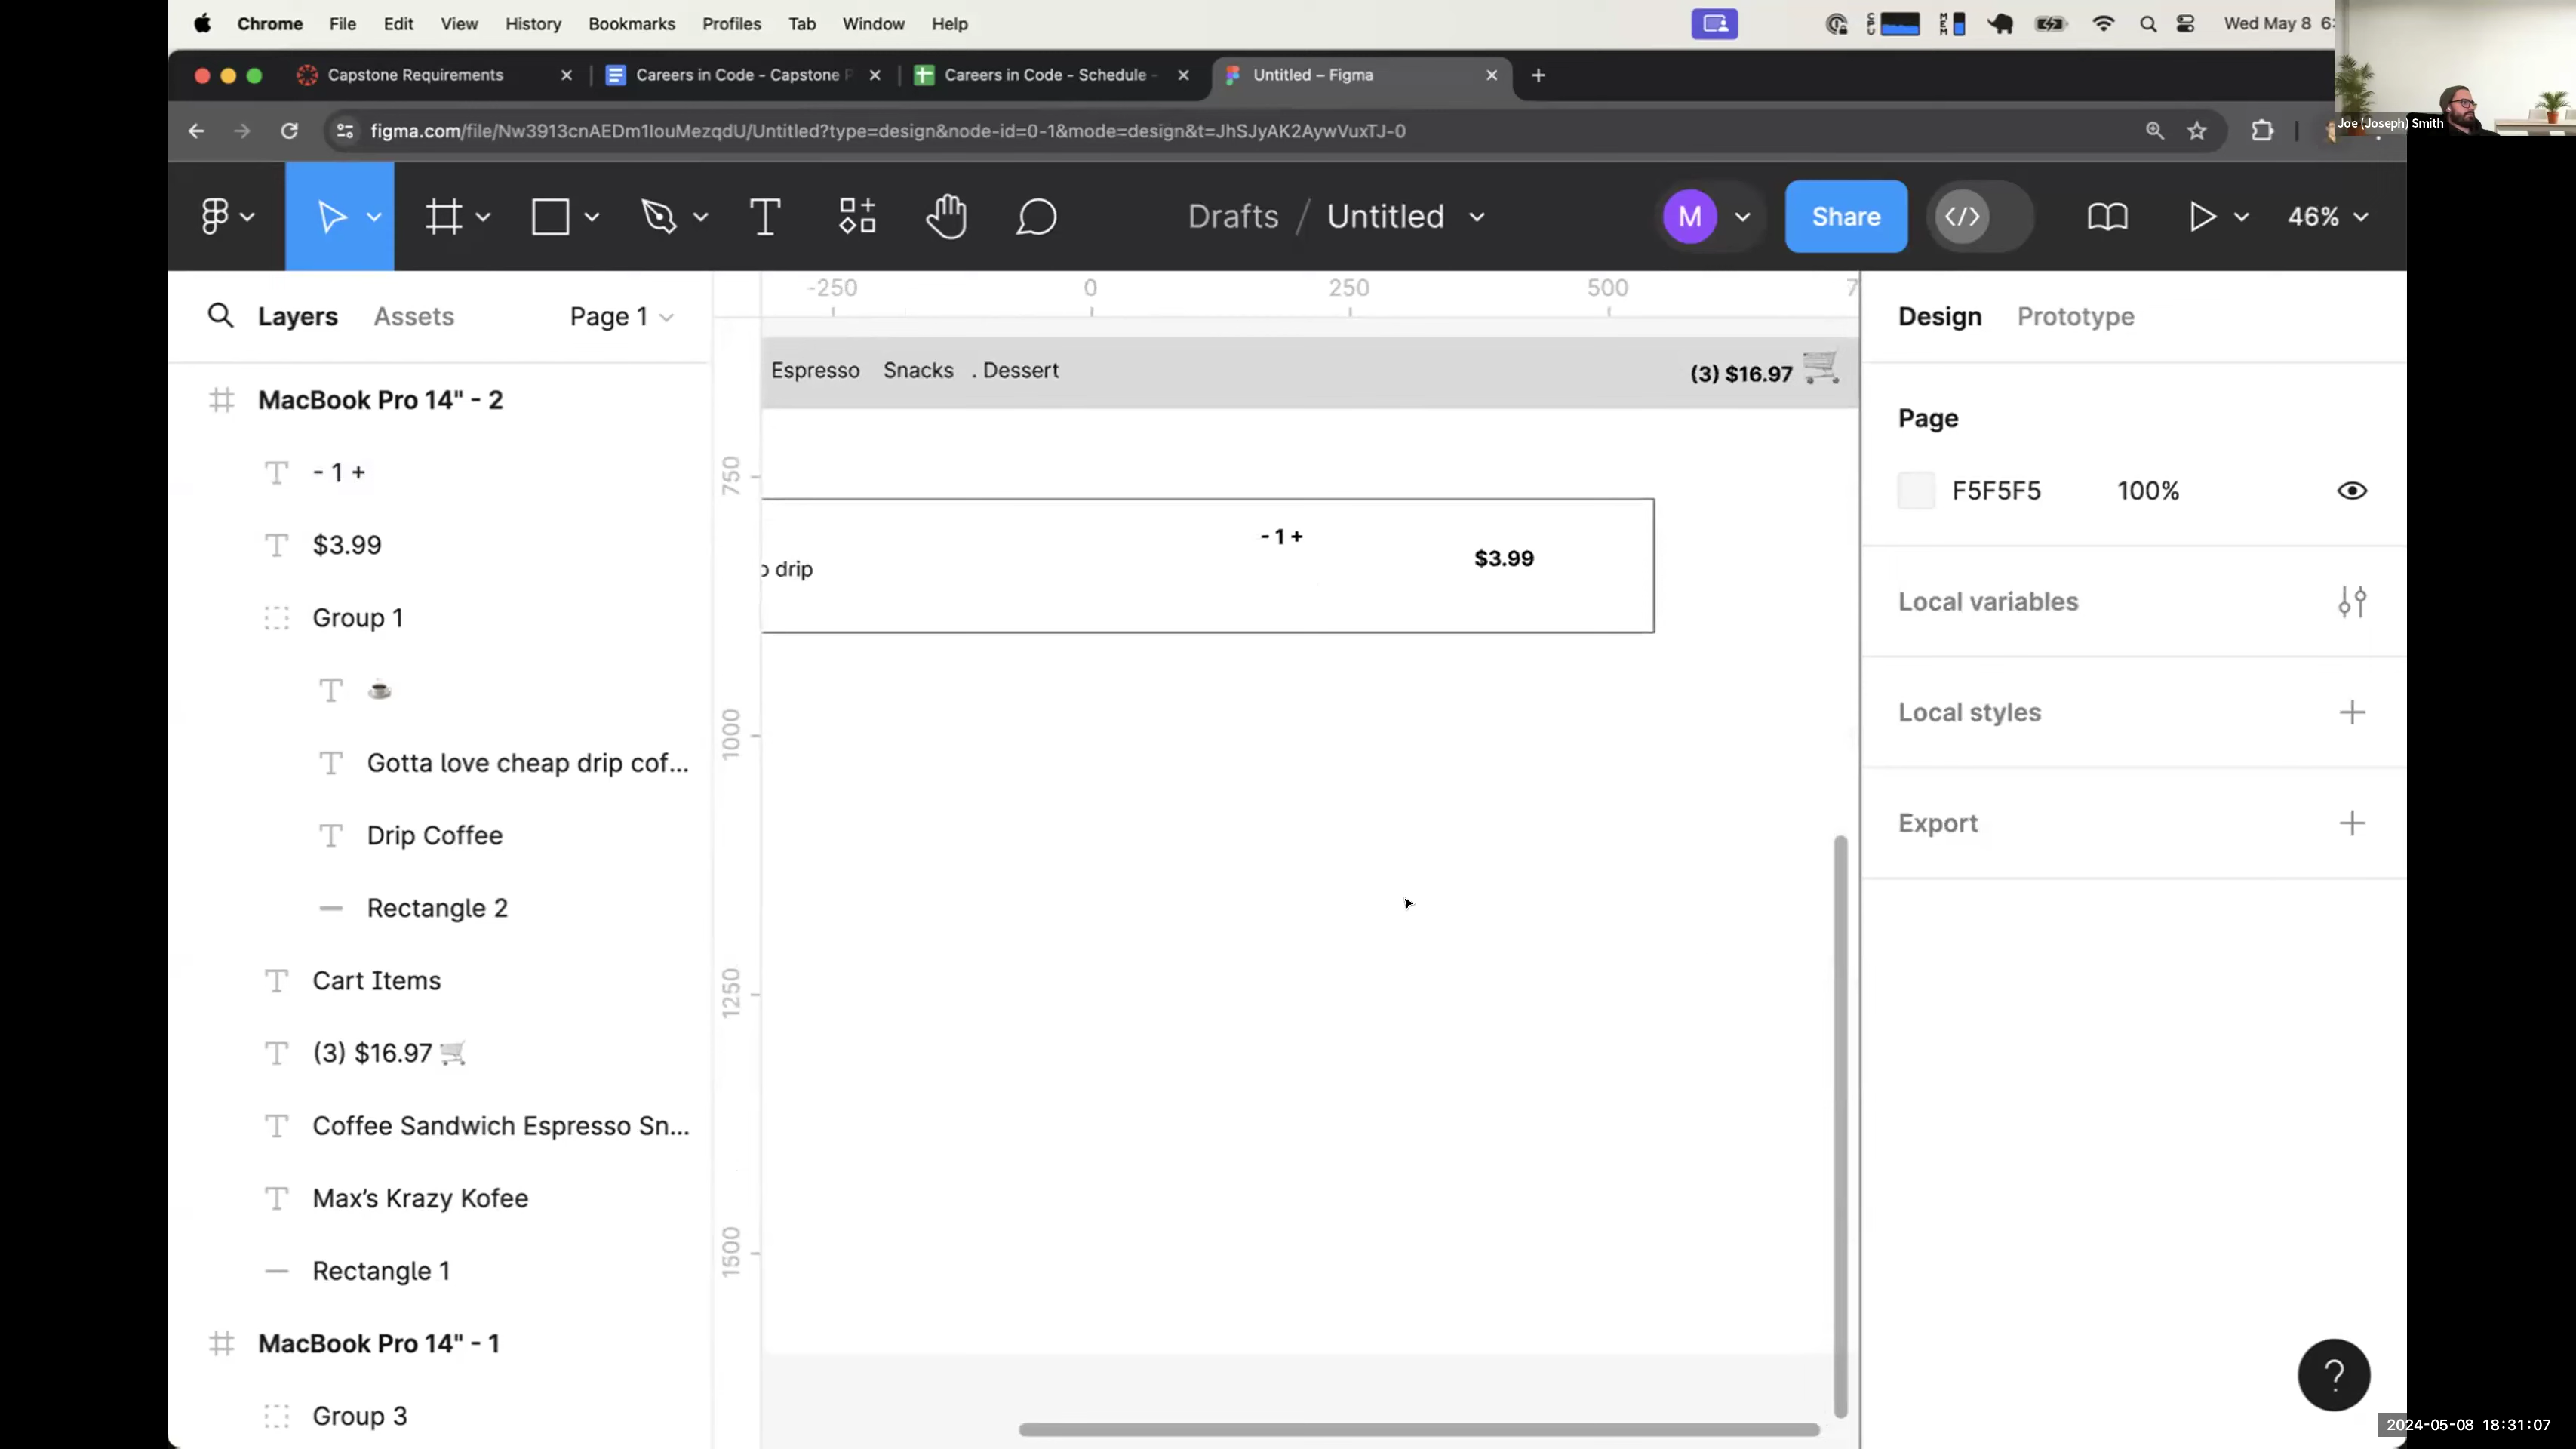 Chrome File Edit View History Bookmarks Profiles Tab Window Help
CPU MEM Wed May 8 6:
Capstone Requirements
Careers in Code - Capstone P
Careers in Code - Schedule -
Untitled – Figma
figma.com/file/Nw3913cnAEDm1IouMezqdU/Untitled?type=design&node-id=0-1&mode=design&t=JhSJyAK2AywVuxTJ-0
Joe (Joseph) Smith
Drafts / Untitled
M
Share
46%
Layers
Assets
Page 1
MacBook Pro 14" - 2
- 1 +
$3.99
Group 1
☕
Gotta love cheap drip cof...
Drip Coffee
Rectangle 2
Cart Items
(3) $16.97 🛒
Coffee Sandwich Espresso Sn...
Max's Krazy Kofee
Rectangle 1
MacBook Pro 14" - 1
Group 3
-250 0 250 500 7
750
1000
1250
1500
Espresso Snacks . Dessert
(3) $16.97 🛒
- 1 +
$3.99
drip
Design
Prototype
Page
F5F5F5 100%
Local variables
Local styles
Export
?
2024-05-08 18:31:07